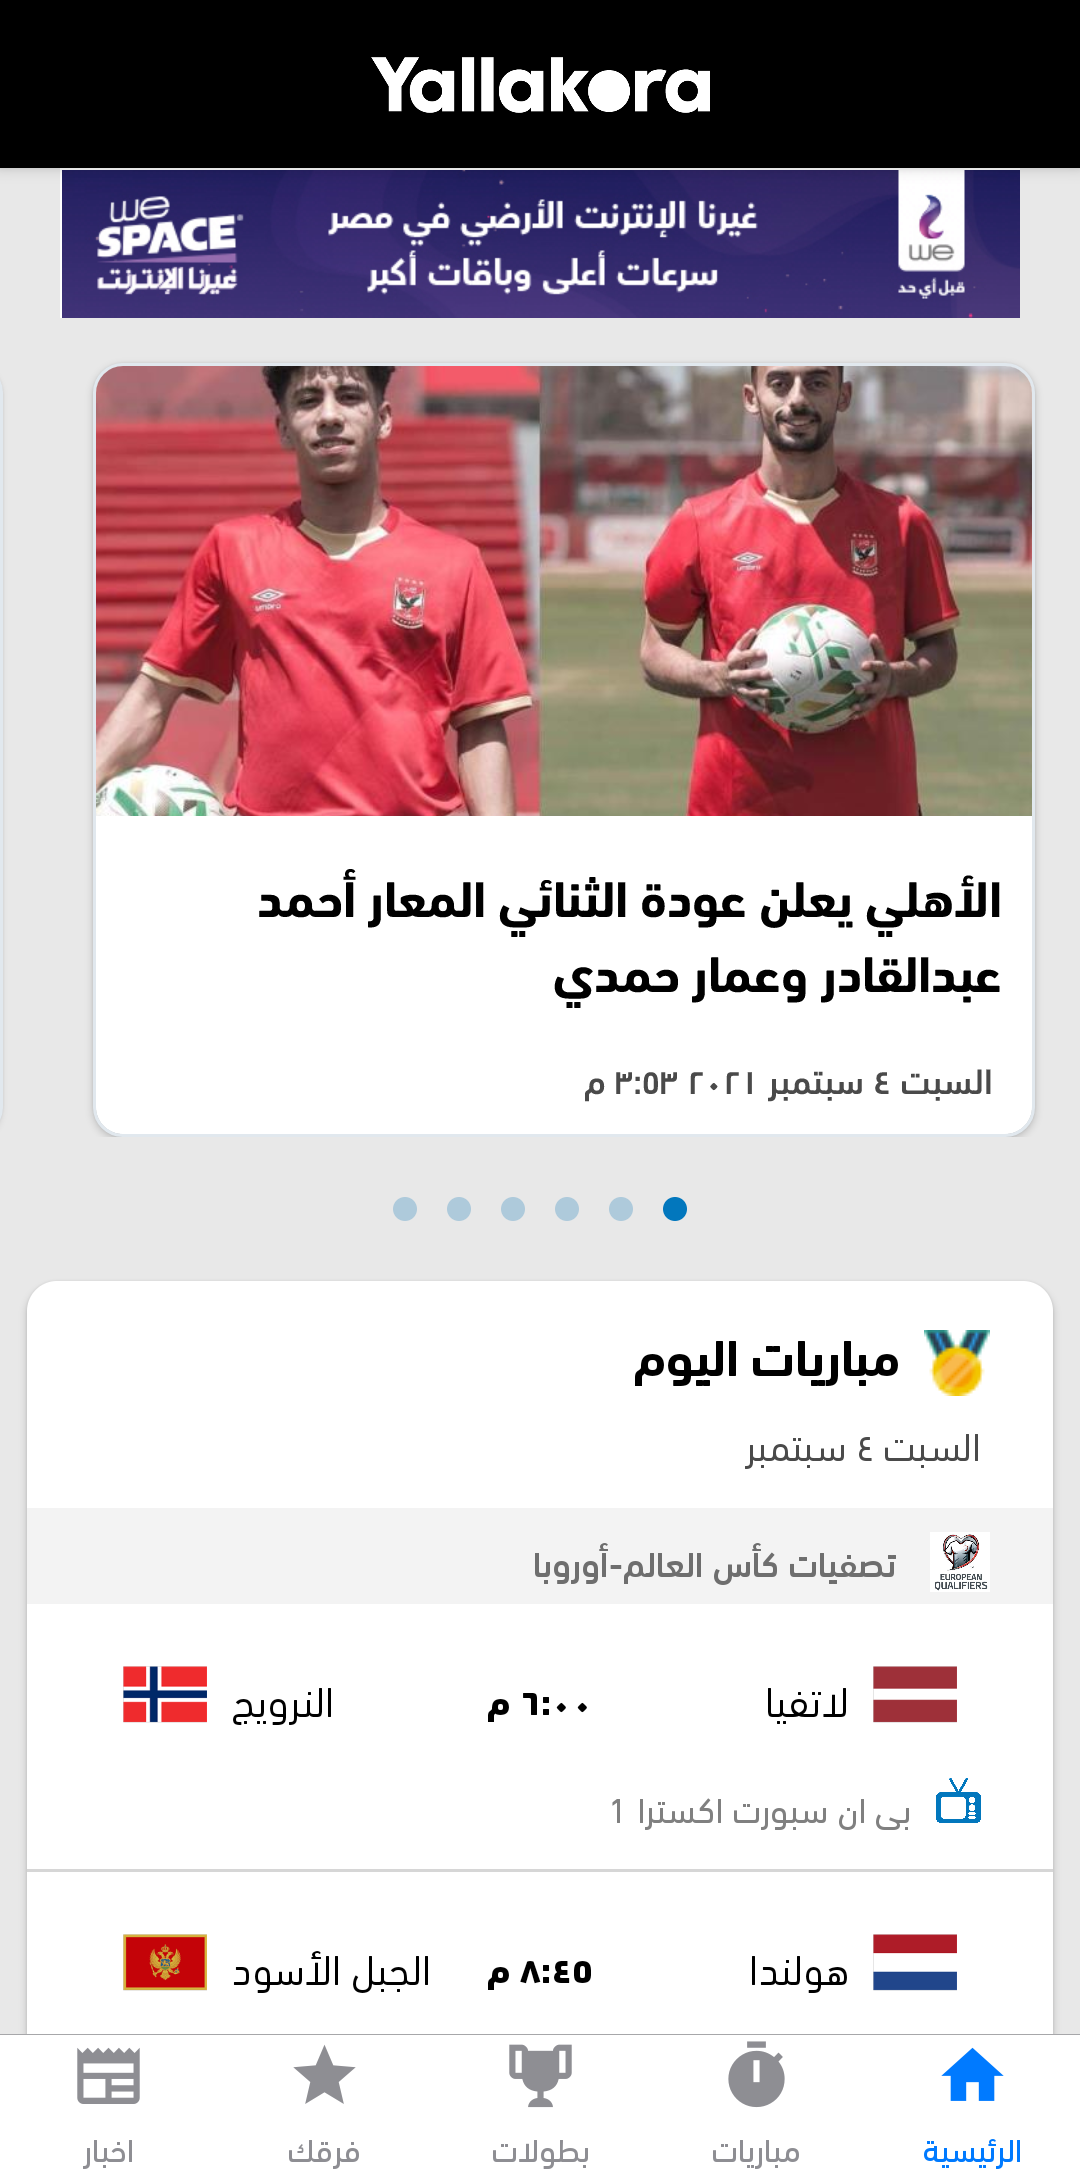 Yallakora
we
SPACE
غيرنا الإنترنت
غيرنا الإنترنت الأرضي في مصر
سرعات أعلى وباقات أكبر
we
قبل أي حد
umbro
umbro
الأهلي يعلن عودة الثنائي المعار أحمد
عبدالقادر وعمار حمدي
السبت ٤ سبتمبر ٢٠٢١ ٣:٥٣ م
مباريات اليوم
السبت ٤ سبتمبر
EUROPEAN
QUALIFIERS
تصفيات كأس العالم-أوروبا
لاتفيا ٦:٠٠ م النرويج
بى ان سبورت اكسترا 1
هولندا ٨:٤٥ م الجبل الأسود
الرئيسية مباريات بطولات فرقك اخبار